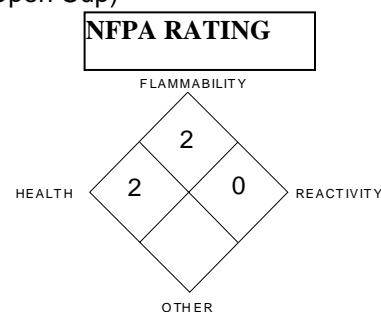 Open Cup)
NFPA RATING
FLAMMABILITY
2
HEALTH 2 0 REACTIVITY
OTHER